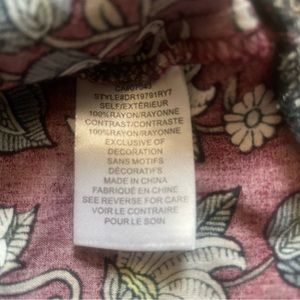 STYLE#DR19791RY7
SELF/EXTÉRIEUR
100%RAYON/RAYONNE
CONTRAST/CONTRASTE
100%RAYON/RAYONNE
EXCLUSIVE OF
DECORATION
SANS MOTIFS
DÉCORATIFS
MADE IN CHINA
FABRIQUÉ EN CHINE
SEE REVERSE FOR CARE
VOIR LE CONTRAIRE
POUR LE SOIN